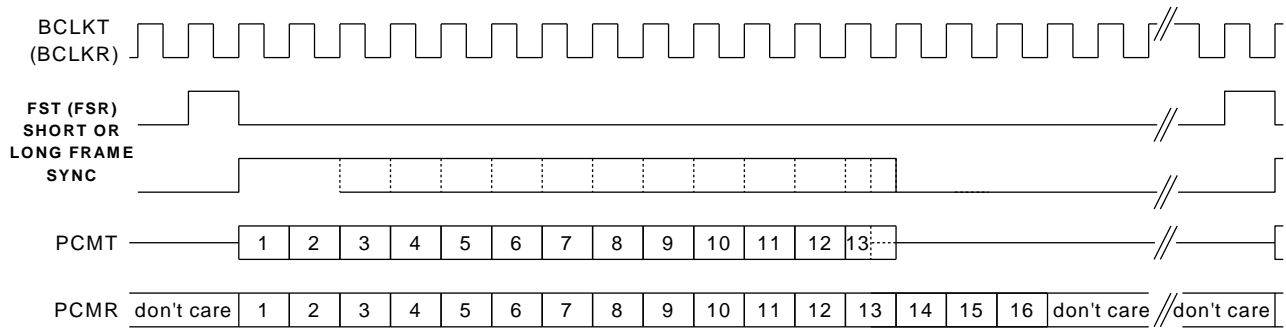 BCLKT
(BCLKR)
FST (FSR)
SHORT OR
LONG FRAME
SYNC
PCMT 1 2 3 4 5 6 7 8 9 10 11 12 13
PCMR don't care 1 2 3 4 5 6 7 8 9 10 11 12 13 14 15 16 don't care don't care